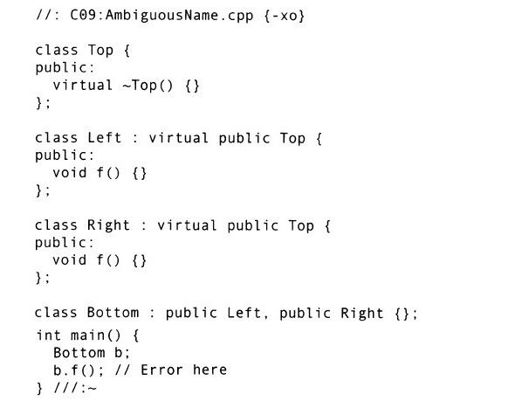 //: C09:AmbiguousName.cpp {-xo}
class Top {
public:
  virtual ~Top() {}
};
class Left : virtual public Top {
public:
  void f() {}
};
class Right : virtual public Top {
public:
  void f() {}
};
class Bottom : public Left, public Right {};
int main() {
  Bottom b;
  b.f(); // Error here
} ///:~